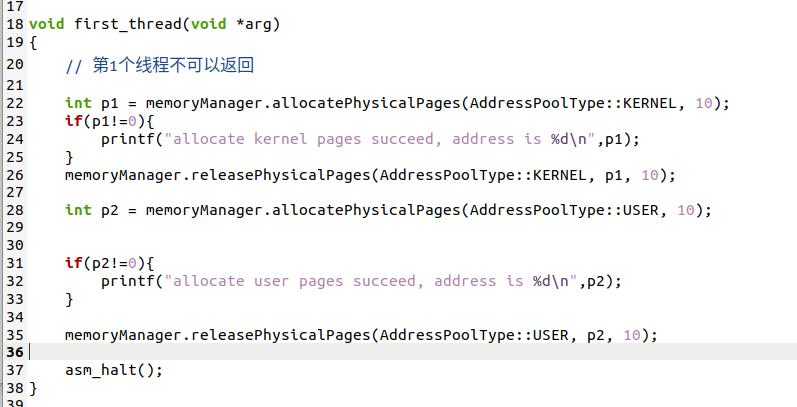 17
18 void first_thread(void *arg)
19 {
20     // 第1个线程不可以返回
21
22     int p1 = memoryManager.allocatePhysicalPages(AddressPoolType::KERNEL, 10);
23     if(p1!=0){
24         printf("allocate kernel pages succeed, address is %d\n",p1);
25     }
26     memoryManager.releasePhysicalPages(AddressPoolType::KERNEL, p1, 10);
27
28     int p2 = memoryManager.allocatePhysicalPages(AddressPoolType::USER, 10);
29
30
31     if(p2!=0){
32         printf("allocate user pages succeed, address is %d\n",p2);
33     }
34
35     memoryManager.releasePhysicalPages(AddressPoolType::USER, p2, 10);
36
37     asm_halt();
38 }
39